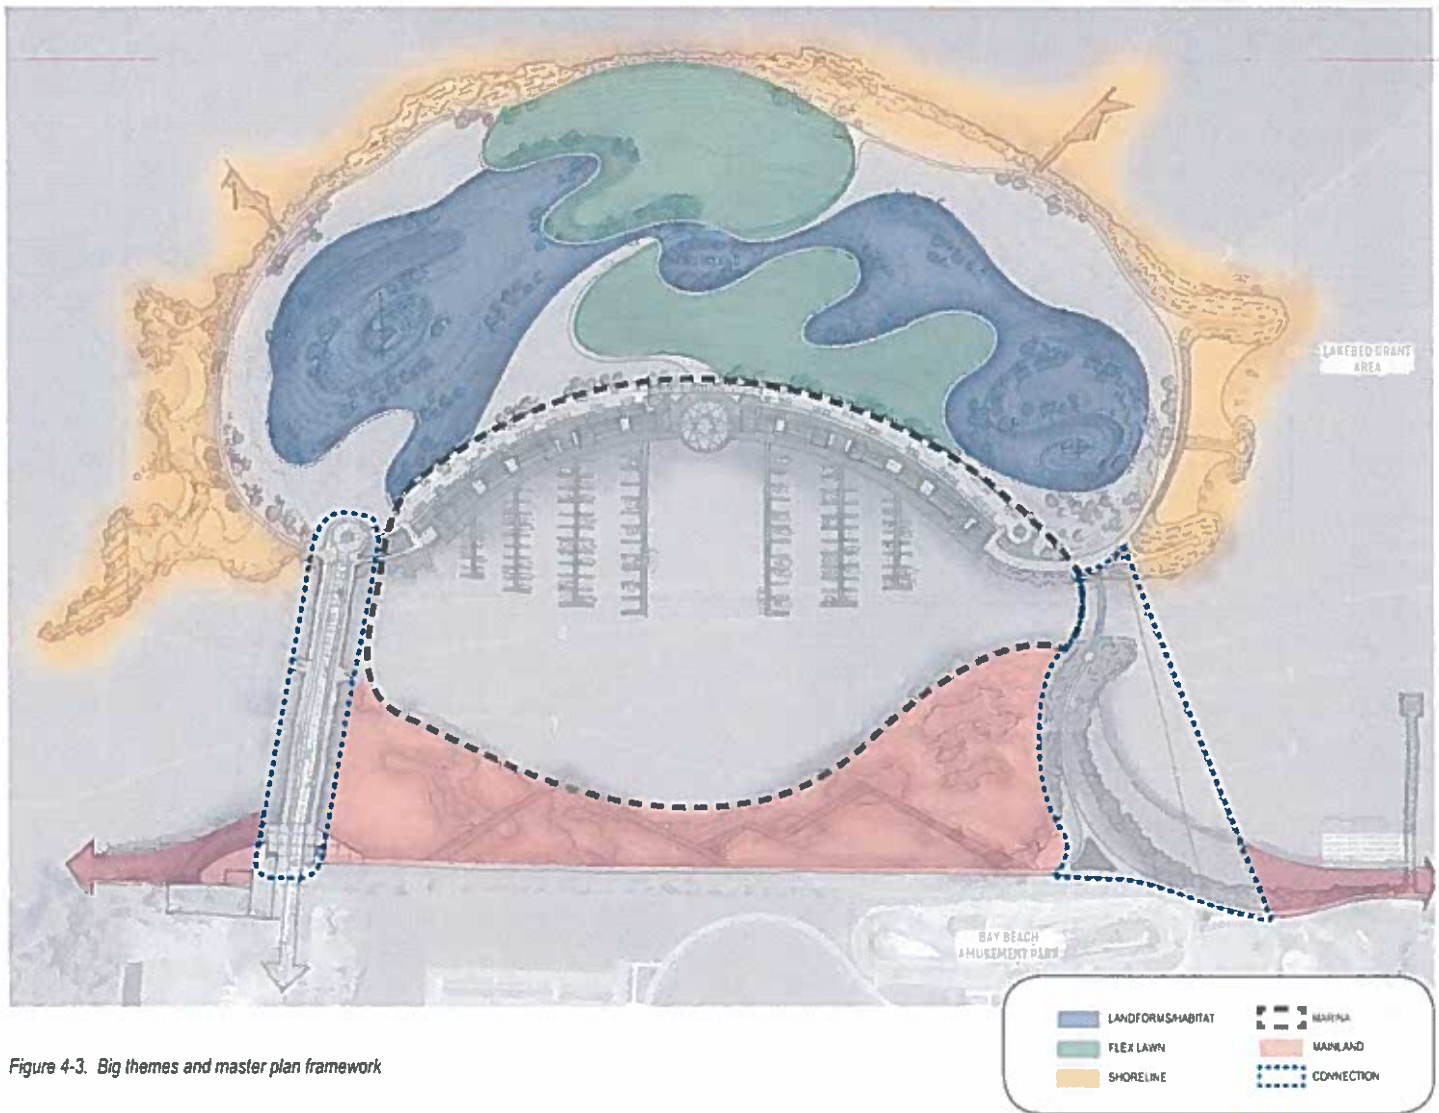 LAKEBED GRANT
AREA
BAY BEACH
AMUSEMENT PARK
LANDFORMS/HABITAT
FLEX LAWN
SHORELINE
MARINA
MAINLAND
CONNECTION
Figure 4-3. Big themes and master plan framework